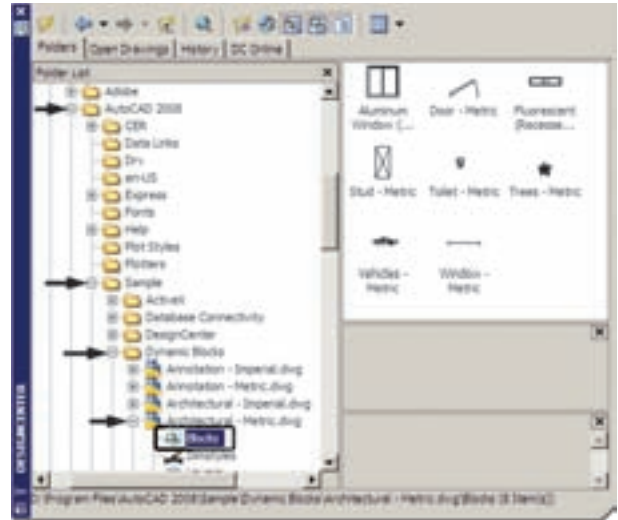 Folders | Open Drawings | History | DC Online
Folder List
Adobe
AutoCAD 2008
CER
Data Links
Drv
en-US
Express
Fonts
Help
Plot Styles
Plotters
Sample
ActiveX
Database Connectivity
DesignCenter
Dynamic Blocks
Annotation - Imperial.dwg
Annotation - Metric.dwg
Architectural - Imperial.dwg
Architectural - Metric.dwg
Blocks
Dimstyles
Aluminum Window (...
Door - Metric
Fluorescent (Recesse...
Stud - Metric
Toilet - Metric
Trees - Metric
Vehicles - Metric
Window - Metric
DESIGNCENTER
D:\Program Files\AutoCAD 2008\Sample\Dynamic Blocks\Architectural - Metric.dwg\Blocks (8 Item(s))